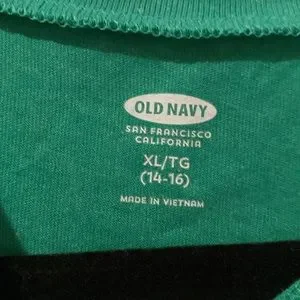 OLD NAVY
SAN FRANCISCO
CALIFORNIA
XL/TG
(14-16)
MADE IN VIETNAM